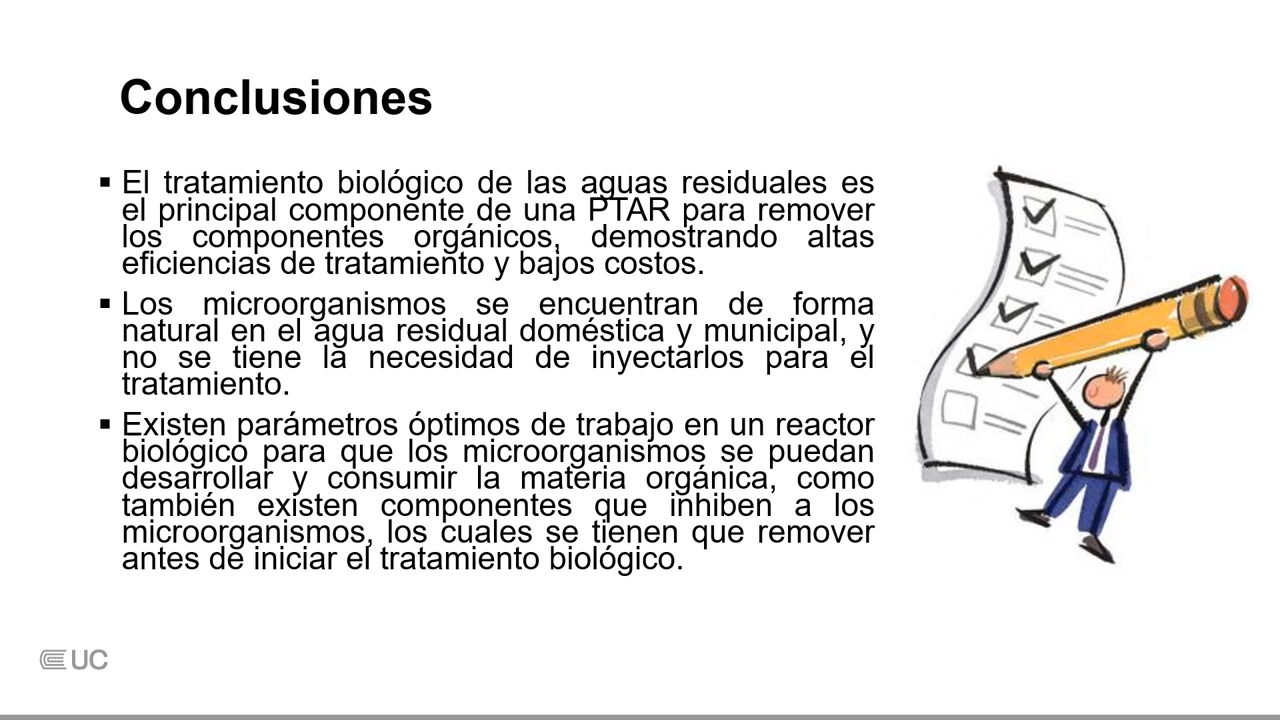 Conclusiones
▪ El tratamiento biológico de las aguas residuales es
el principal componente de una PTAR para remover
los componentes orgánicos, demostrando altas
eficiencias de tratamiento y bajos costos.
▪ Los microorganismos se encuentran de forma
natural en el agua residual doméstica y municipal, y
no se tiene la necesidad de inyectarlos para el
tratamiento.
▪ Existen parámetros óptimos de trabajo en un reactor
biológico para que los microorganismos se puedan
desarrollar y consumir la materia orgánica, como
también existen componentes que inhiben a los
microorganismos, los cuales se tienen que remover
antes de iniciar el tratamiento biológico.
UC